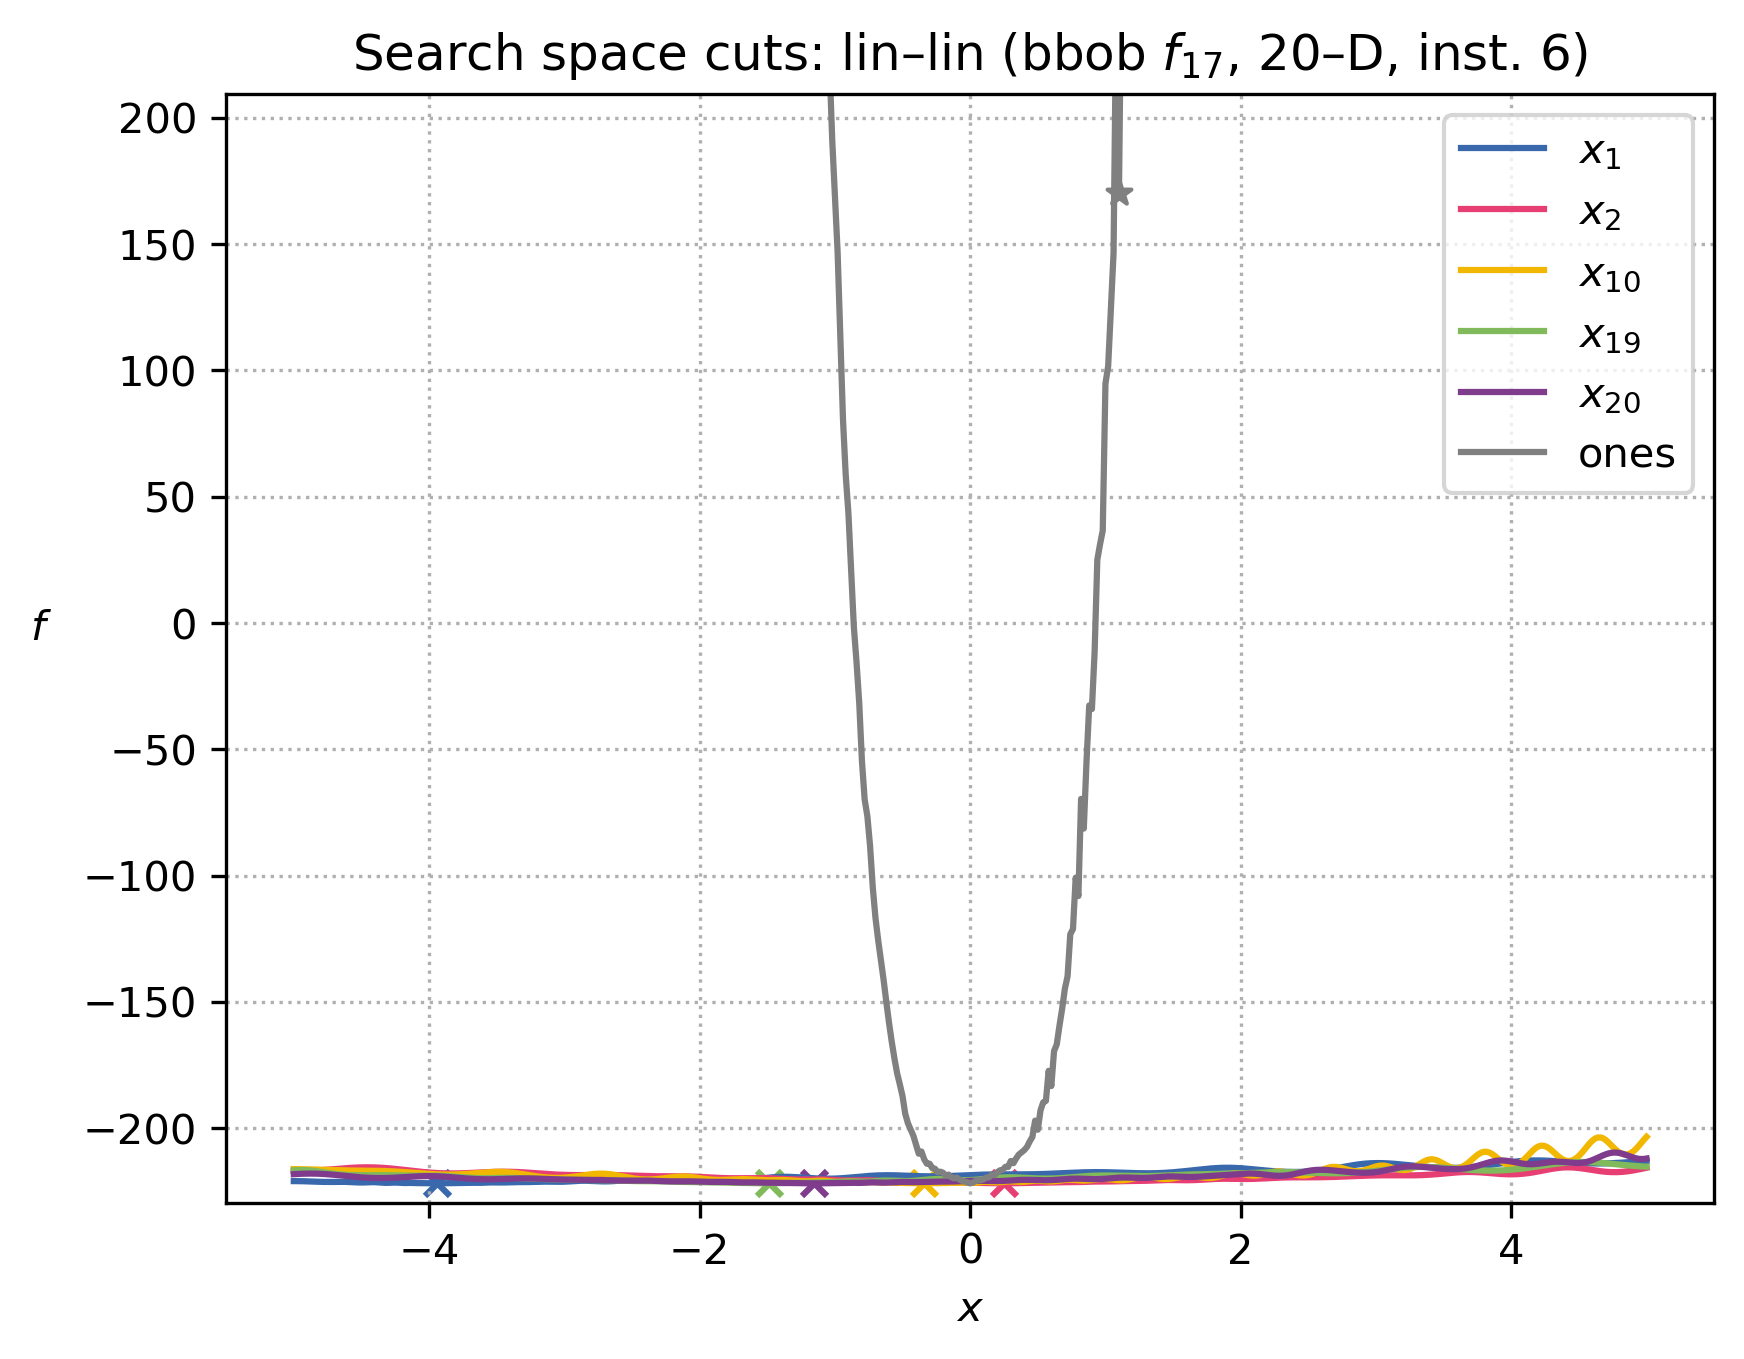 Search space cuts: lin–lin (bbob f₁₇, 20–D, inst. 6)
200
150
100
50
0
−50
−100
−150
−200
f
−4
−2
0
2
4
x
x₁
x₂
x₁₀
x₁₉
x₂₀
ones